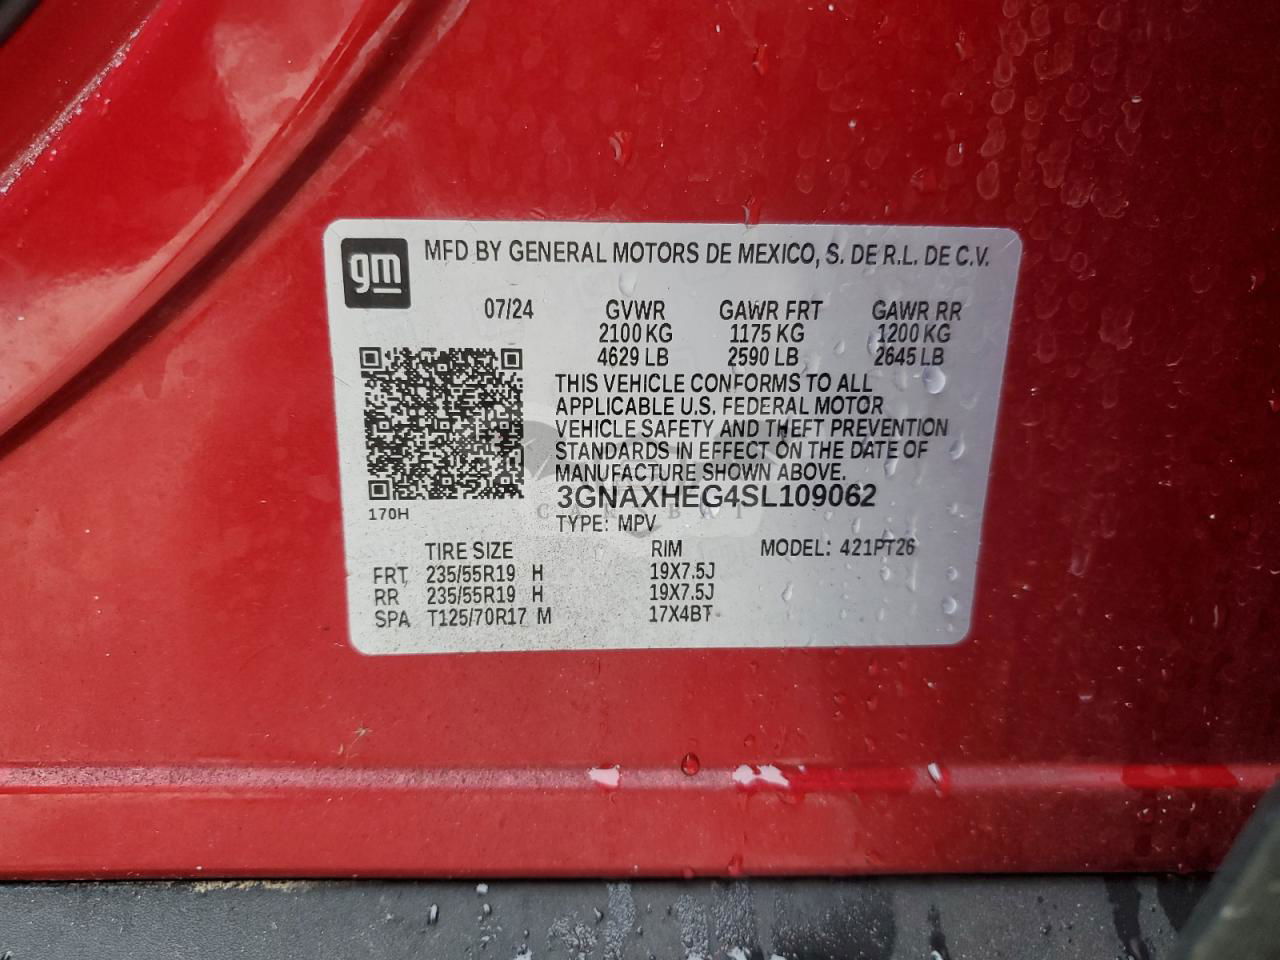 gm
MFD BY GENERAL MOTORS DE MEXICO, S. DE R.L. DE C.V.
07/24 GVWR GAWR FRT GAWR RR
2100 KG 1175 KG 1200 KG
4629 LB 2590 LB 2645 LB
THIS VEHICLE CONFORMS TO ALL
APPLICABLE U.S. FEDERAL MOTOR
VEHICLE SAFETY AND THEFT PREVENTION
STANDARDS IN EFFECT ON THE DATE OF
MANUFACTURE SHOWN ABOVE.
3GNAXHEG4SL109062
170H
TYPE: MPV
TIRE SIZE RIM MODEL: 421PT26
FRT 235/55R19 H 19X7.5J
RR 235/55R19 H 19X7.5J
SPA T125/70R17 M 17X4BT